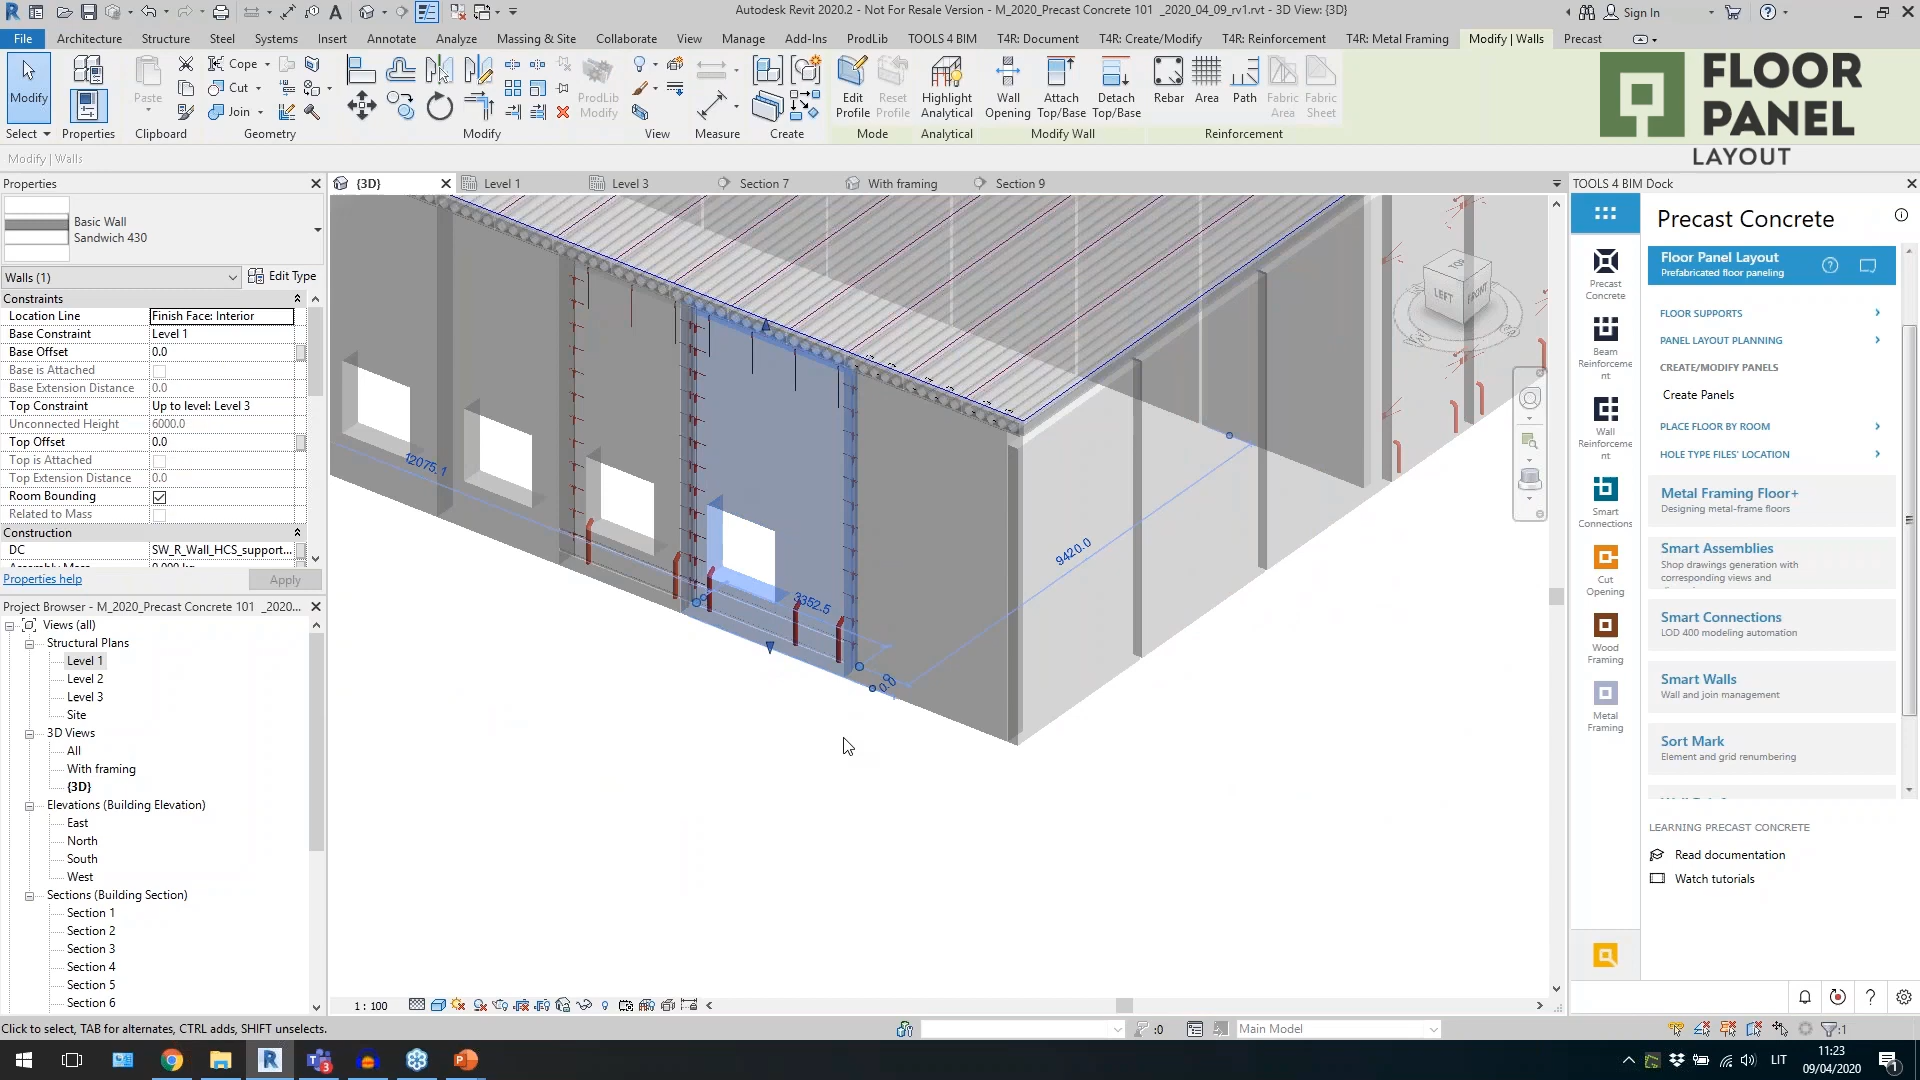 Autodesk Revit 2020.2 - Not For Resale Version - M_2020_Precast Concrete 101 _2020_04_09_rv1.rvt - 3D View: {3D}
Sign In
File Architecture Structure Steel Systems Insert Annotate Analyze Massing & Site Collaborate View Manage Add-Ins ProdLib TOOLS 4 BIM T4R: Document T4R: Create/Modify T4R: Reinforcement T4R: Metal Framing Modify | Walls Precast
Modify
Paste
Cope
Cut
Join
ProdLib Modify
Edit Profile
Reset Profile
Highlight Analytical
Wall Opening
Attach Top/Base
Detach Top/Base
Rebar
Area
Path
Fabric Area
Fabric Sheet
Select Properties Clipboard Geometry Modify View Measure Create Mode Analytical Modify Wall Reinforcement
FLOOR
PANEL
LAYOUT
Modify | Walls
Properties
{3D} Level 1 Level 3 Section 7 With framing Section 9
TOOLS 4 BIM Dock
Basic Wall
Sandwich 430
Walls (1) Edit Type
Constraints
Location Line Finish Face: Interior
Base Constraint Level 1
Base Offset 0.0
Base is Attached
Base Extension Distance 0.0
Top Constraint Up to level: Level 3
Unconnected Height 6000.0
Top Offset 0.0
Top is Attached
Top Extension Distance 0.0
Room Bounding
Related to Mass
Construction
DC SW_R_Wall_HCS_support...
Properties help Apply
Project Browser - M_2020_Precast Concrete 101 _2020...
Views (all)
Structural Plans
Level 1
Level 2
Level 3
Site
3D Views
All
With framing
{3D}
Elevations (Building Elevation)
East
North
South
West
Sections (Building Section)
Section 1
Section 2
Section 3
Section 4
Section 5
Section 6
12075.1
3352.5
0.0
9420.0
TOP
LEFT
FRONT
1 : 100
Precast Concrete
Beam Reinforcement
Wall Reinforcement
Smart Connections
Cut Opening
Wood Framing
Metal Framing
Precast Concrete
Floor Panel Layout
Prefabricated floor paneling
FLOOR SUPPORTS
PANEL LAYOUT PLANNING
CREATE/MODIFY PANELS
Create Panels
PLACE FLOOR BY ROOM
HOLE TYPE FILES' LOCATION
Metal Framing Floor+
Designing metal-frame floors
Smart Assemblies
Shop drawings generation with
corresponding views and
Smart Connections
LOD 400 modeling automation
Smart Walls
Wall and join management
Sort Mark
Element and grid renumbering
LEARNING PRECAST CONCRETE
Read documentation
Watch tutorials
Click to select, TAB for alternates, CTRL adds, SHIFT unselects.
:0
Main Model
:1
3
LIT
11:23
09/04/2020
1